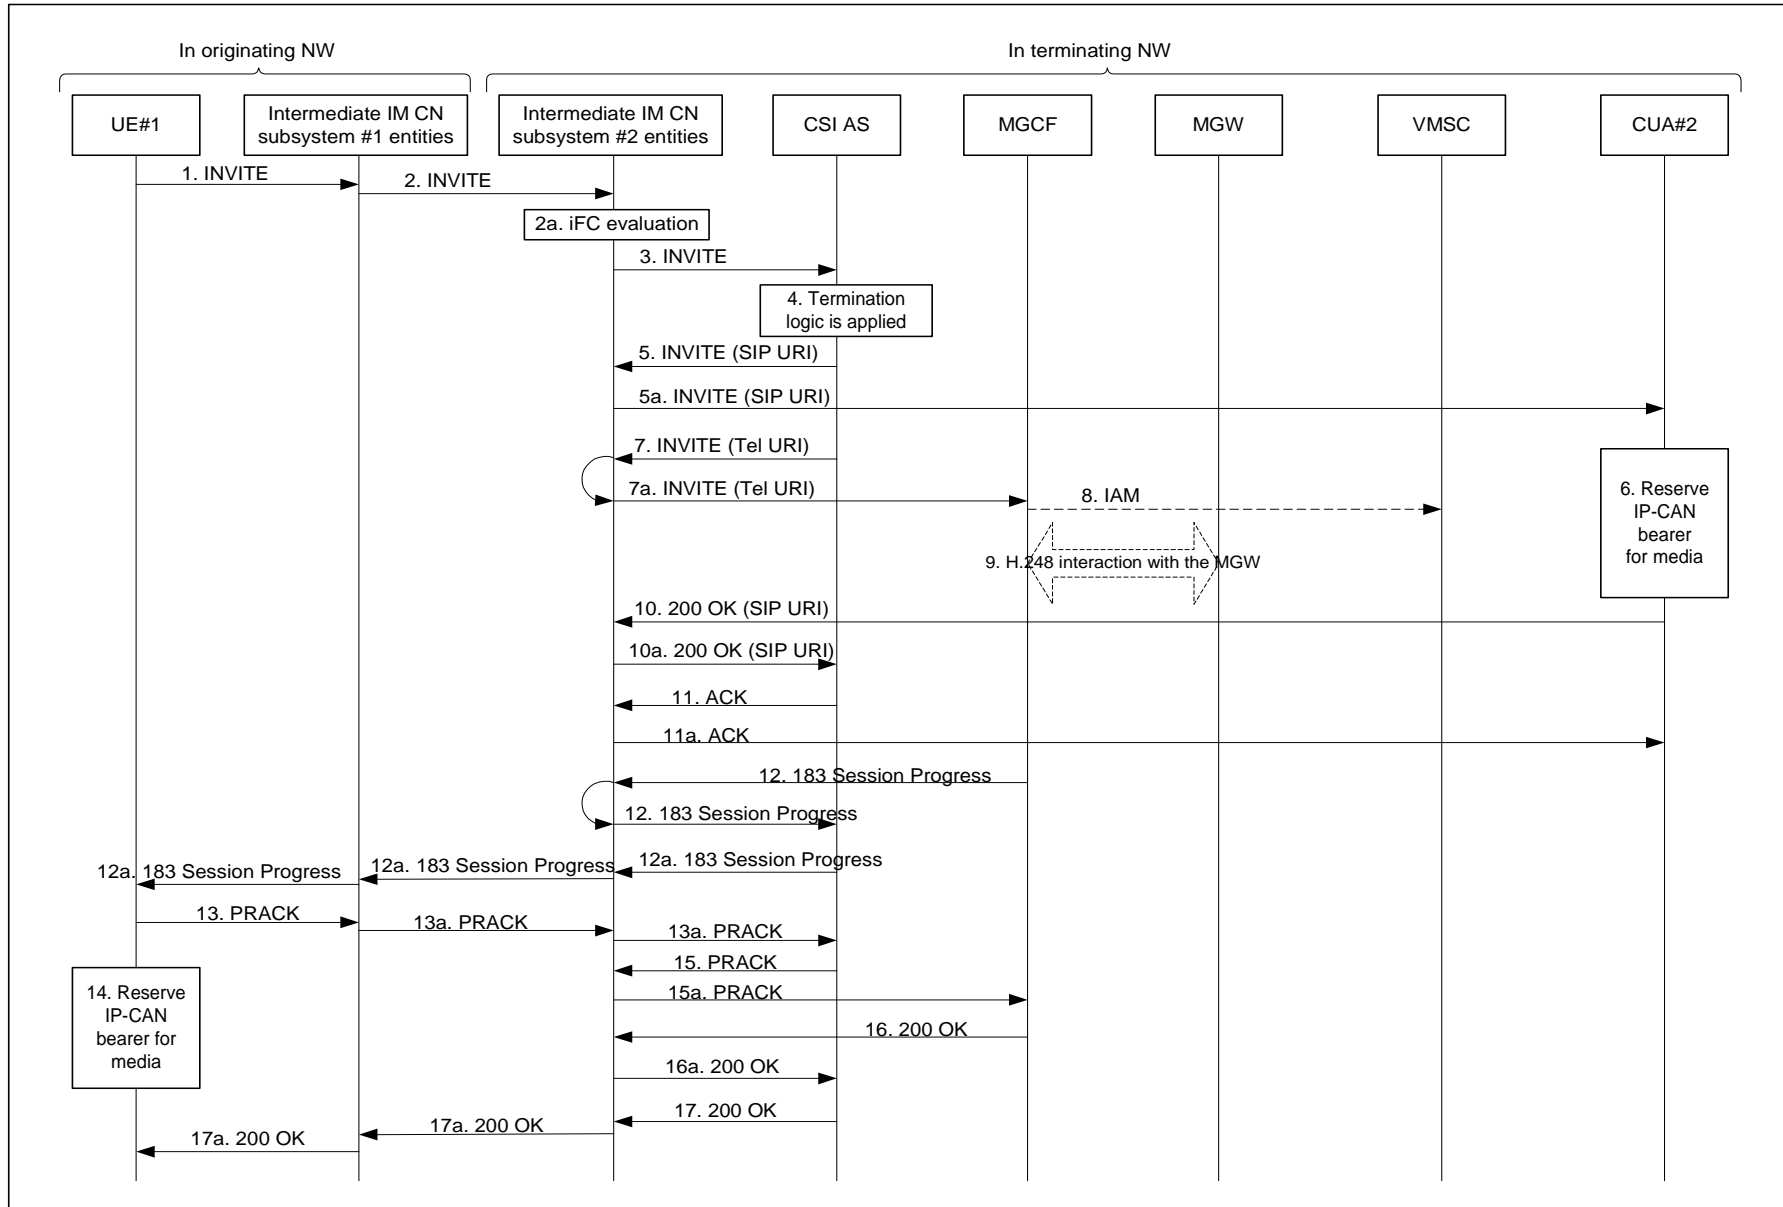 In originating NW
In terminating NW
UE#1
Intermediate IM CN
subsystem #1 entities
Intermediate IM CN
subsystem #2 entities
CSI AS
MGCF
MGW
VMSC
CUA#2
1. INVITE
2. INVITE
2a. iFC evaluation
3. INVITE
4. Termination
logic is applied
5. INVITE (SIP URI)
5a. INVITE (SIP URI)
7. INVITE (Tel URI)
7a. INVITE (Tel URI)
8. IAM
6. Reserve
IP-CAN
bearer
for media
9. H.248 interaction with the MGW
10. 200 OK (SIP URI)
10a. 200 OK (SIP URI)
11. ACK
11a. ACK
12. 183 Session Progress
12. 183 Session Progress
12a. 183 Session Progress
12a. 183 Session Progress
12a. 183 Session Progress
13. PRACK
13a. PRACK
13a. PRACK
15. PRACK
15a. PRACK
14. Reserve
IP-CAN
bearer for
media
16. 200 OK
16a. 200 OK
17. 200 OK
17a. 200 OK
17a. 200 OK